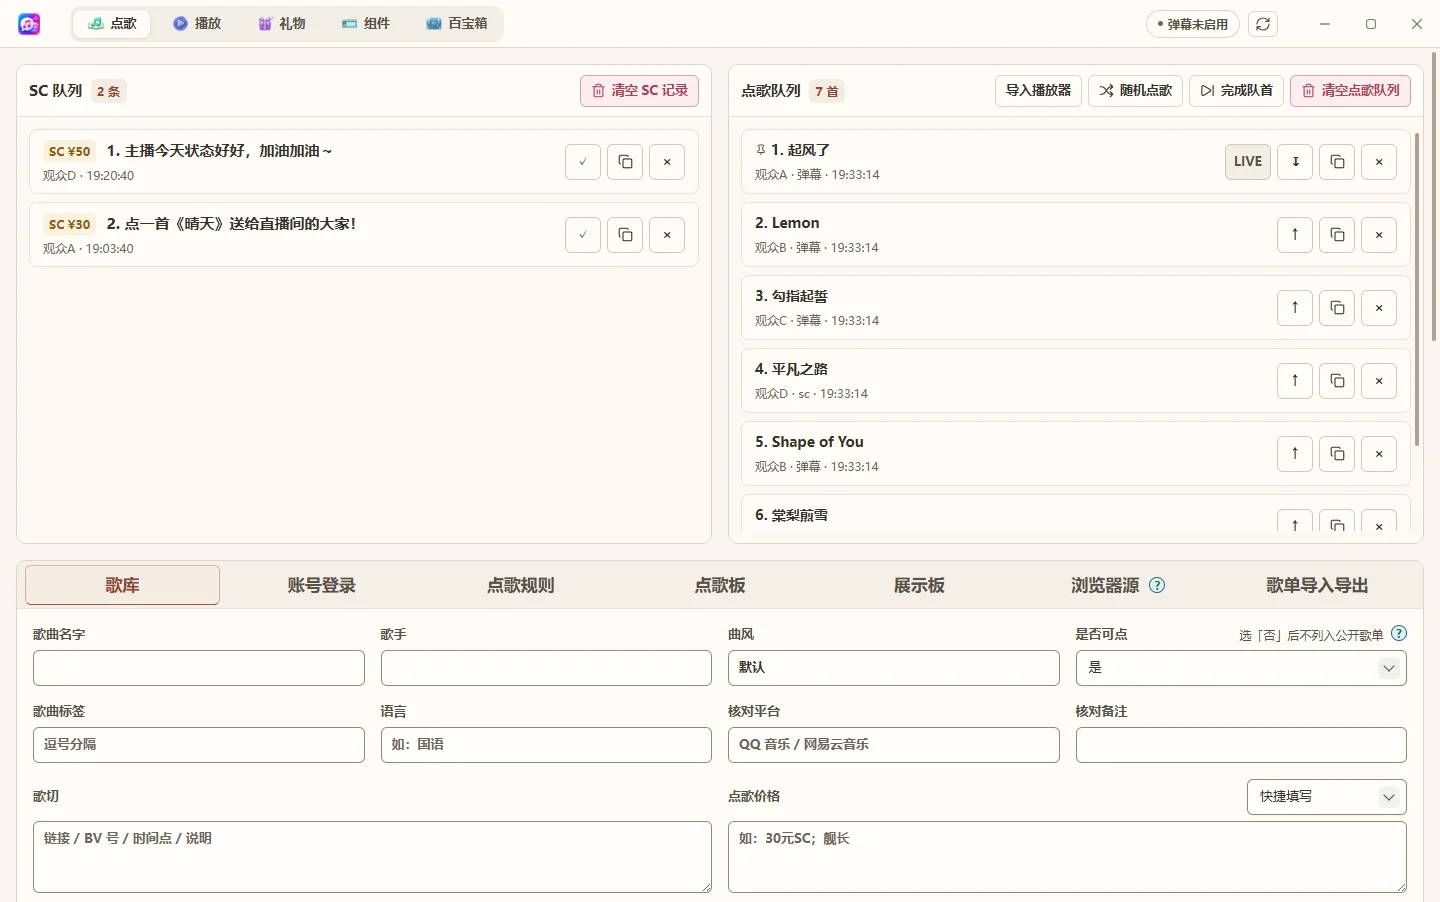 点歌 播放 礼物 组件 百宝箱 弹幕未启用
SC 队列 2 条 清空 SC 记录
SC ¥50 1. 主播今天状态好好，加油加油～
观众D · 19:20:40
SC ¥30 2. 点一首《晴天》送给直播间的大家！
观众A · 19:03:40
点歌队列 7 首 导入播放器 随机点歌 完成队首 清空点歌队列
1. 起风了 LIVE
观众A · 弹幕 · 19:33:14
2. Lemon
观众B · 弹幕 · 19:33:14
3. 勾指起誓
观众C · 弹幕 · 19:33:14
4. 平凡之路
观众D · sc · 19:33:14
5. Shape of You
观众B · 弹幕 · 19:33:14
6. 棠梨煎雪
歌库 账号登录 点歌规则 点歌板 展示板 浏览器源 ? 歌单导入导出
歌曲名字 歌手 曲风 是否可点 选「否」后不列入公开歌单 ?
默认 是
歌曲标签 语言 核对平台 核对备注
逗号分隔 如：国语 QQ 音乐 / 网易云音乐
歌切 点歌价格 快捷填写
链接 / BV 号 / 时间点 / 说明 如：30元SC；舰长